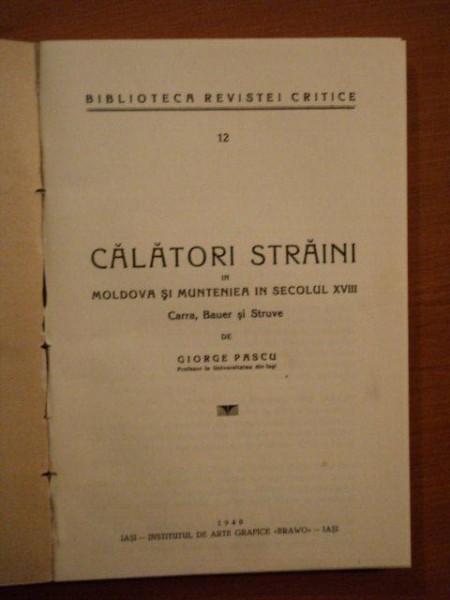 BIBLIOTECA REVISTEI CRITICE
12
CĂLĂTORI STRĂINI
IN
MOLDOVA ȘI MUNTENIEA IN SECOLUL XVIII
Carra, Bauer și Struve
DE
GIORGE PASCU
Profesor la Universitatea din Iași
1940
IAȘI — INSTITUTUL DE ARTE GRAFICE «BRAWO» — IAȘI